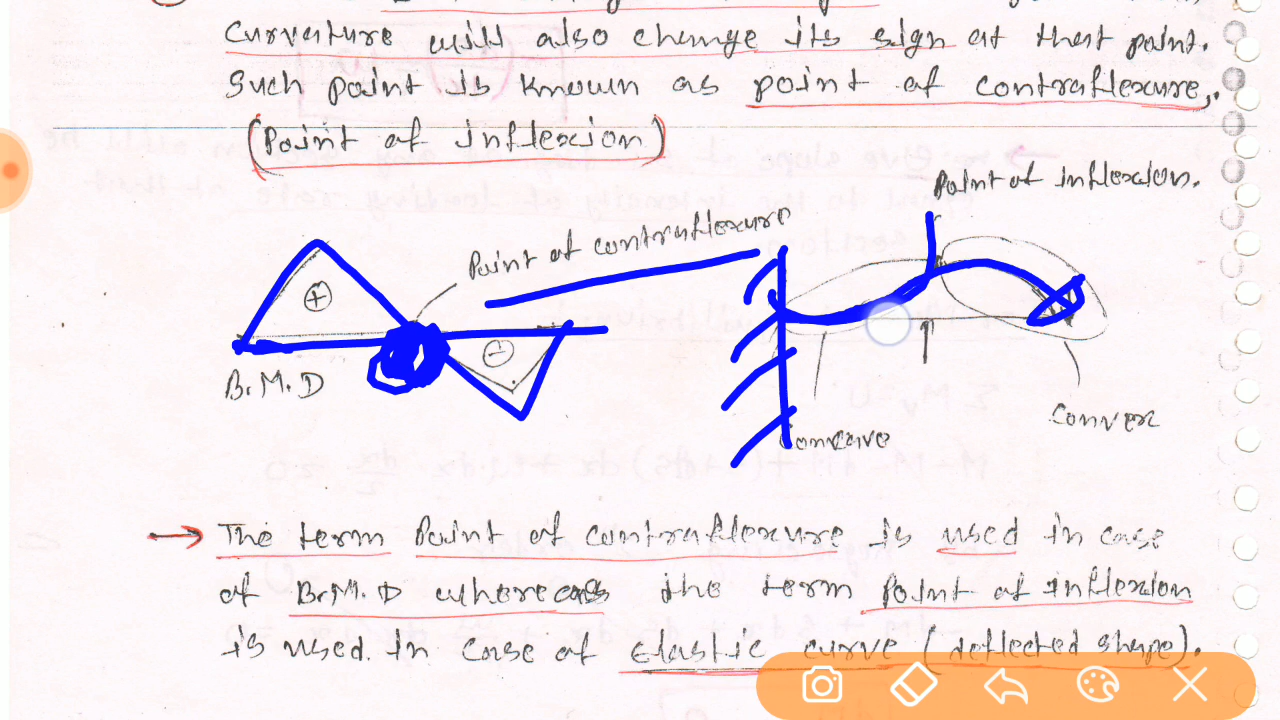 curvature will also change its sign at that point.
Such point is known as point of contraflexure,.
(Point of inflexion)
Point of inflexion.
Point of contraflexure
+
-
B.M.D
Concave
Convex
→ The term Point of contraflexure is used in case
of B.M.D whereas the term Point of inflexion
is used in case of Elastic curve (deflected shape).